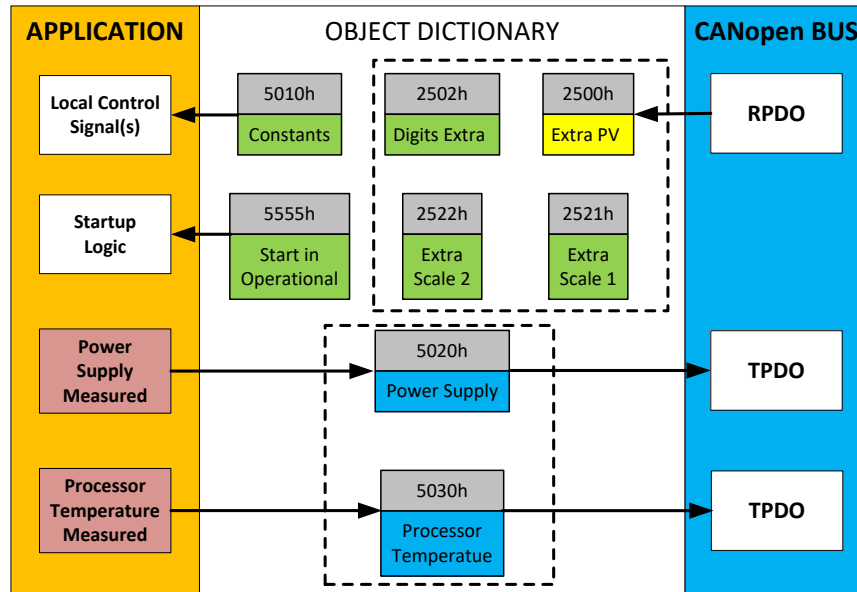 APPLICATION
OBJECT DICTIONARY
CANopen BUS
Local Control
Signal(s)
5010h
Constants
2502h
Digits Extra
2500h
Extra PV
RPDO
Startup
Logic
5555h
Start in
Operational
2522h
Extra
Scale 2
2521h
Extra
Scale 1
Power
Supply
Measured
5020h
Power Supply
TPDO
Processor
Temperature
Measured
5030h
Processor
Temperatue
TPDO